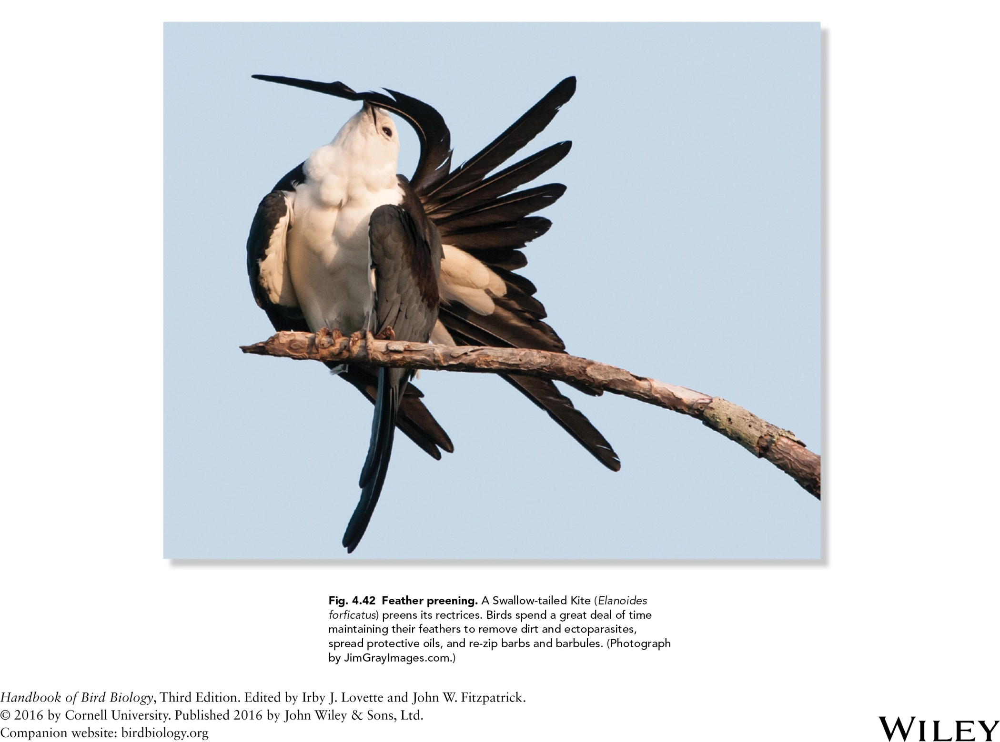 Fig. 4.42 Feather preening. A Swallow-tailed Kite (Elanoides
forficatus) preens its rectrices. Birds spend a great deal of time
maintaining their feathers to remove dirt and ectoparasites,
spread protective oils, and re-zip barbs and barbules. (Photograph
by JimGrayImages.com.)
Handbook of Bird Biology, Third Edition. Edited by Irby J. Lovette and John W. Fitzpatrick.
© 2016 by Cornell University. Published 2016 by John Wiley & Sons, Ltd.
Companion website: birdbiology.org
WILEY